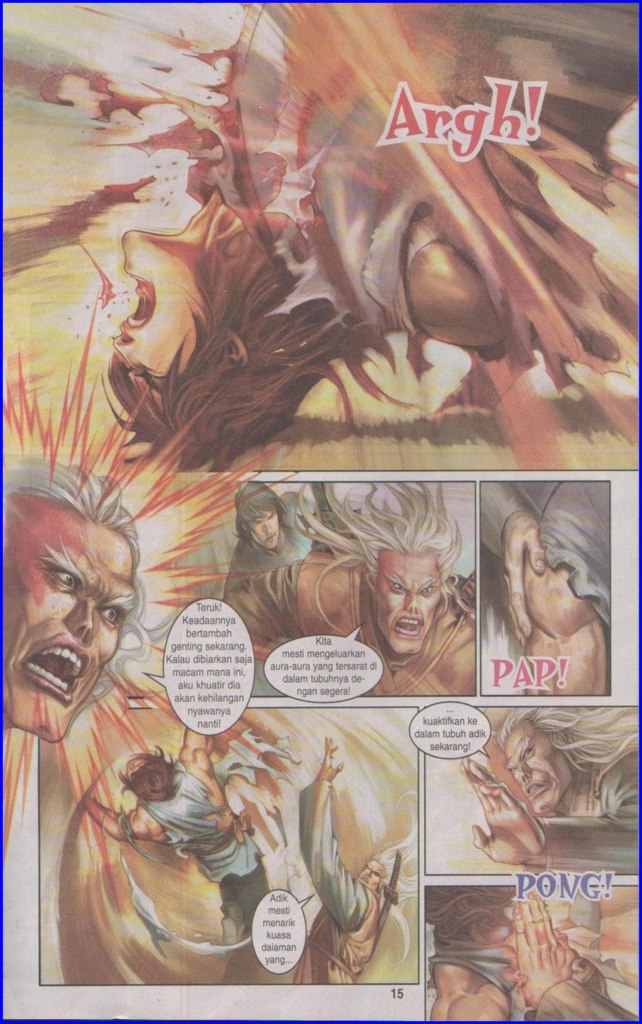 Argh!
Teruk!
Keadaannya
bertambah
genting sekarang.
Kalau dibiarkan saja
macam mana ini,
aku khuatir dia
akan kehilangan
nyawanya
nanti!
Kita
mesti mengeluarkan
aura-aura yang tersarat di
dalam tubuhnya de-
ngan segera!
PAP!
Adik
mesti
menarik
kuasa
daiaman
yang...
...
kuaktifkan ke
dalam tubuh adik
sekarang!
PONG!
15